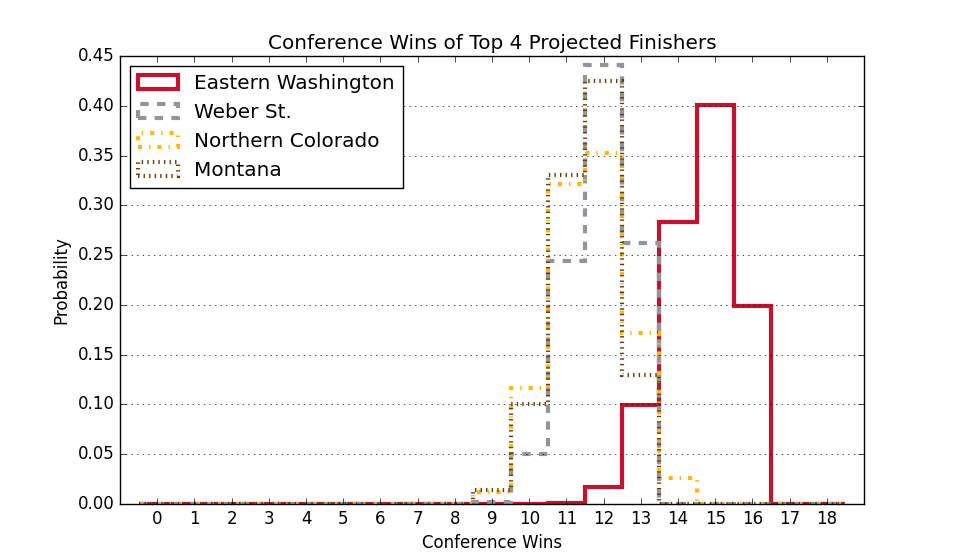 Conference Wins of Top 4 Projected Finishers
Eastern Washington
Weber St.
Northern Colorado
Montana
0.45
0.40
0.35
0.30
0.25
0.20
0.15
0.10
0.05
0.00
Probability
0 1 2 3 4 5 6 7 8 9 10 11 12 13 14 15 16 17 18
Conference Wins